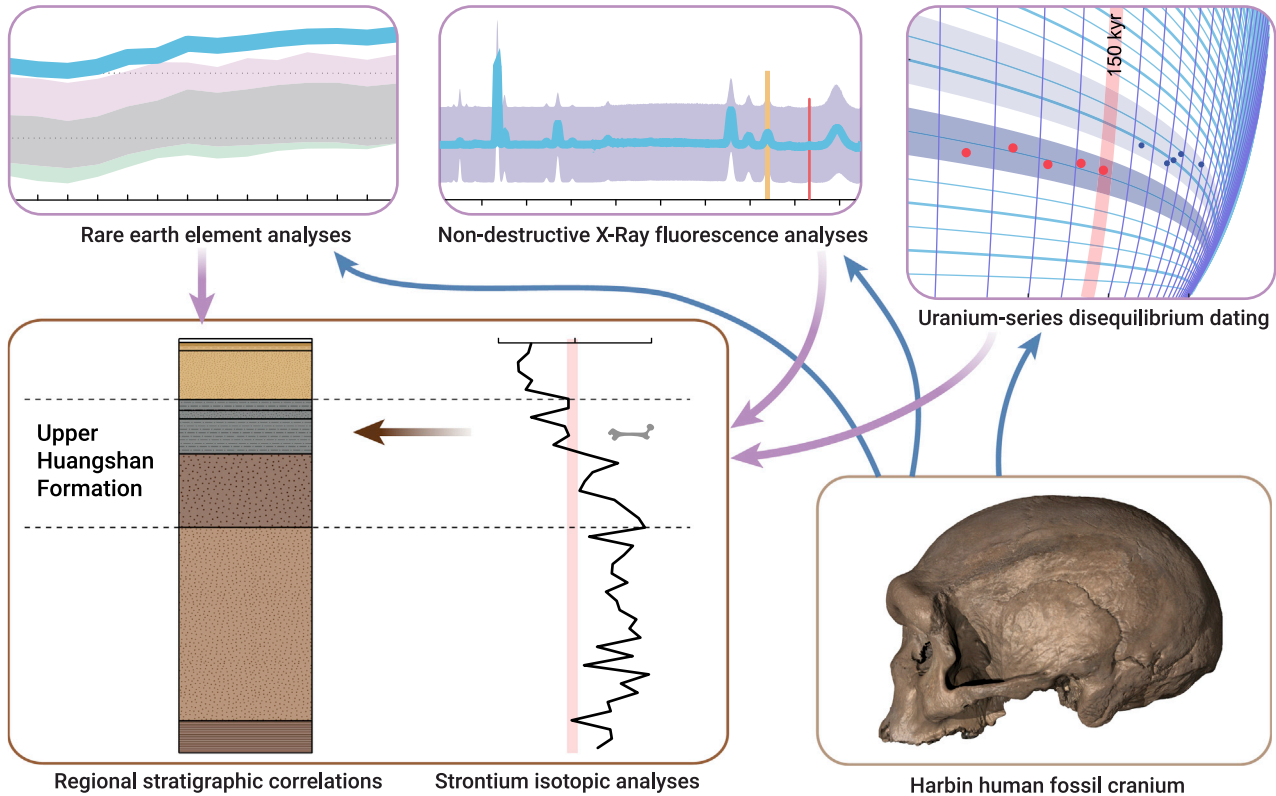 150 kyr
Rare earth element analyses
Non-destructive X-Ray fluorescence analyses
Uranium-series disequilibrium dating
Upper
Huangshan
Formation
Regional stratigraphic correlations
Strontium isotopic analyses
Harbin human fossil cranium